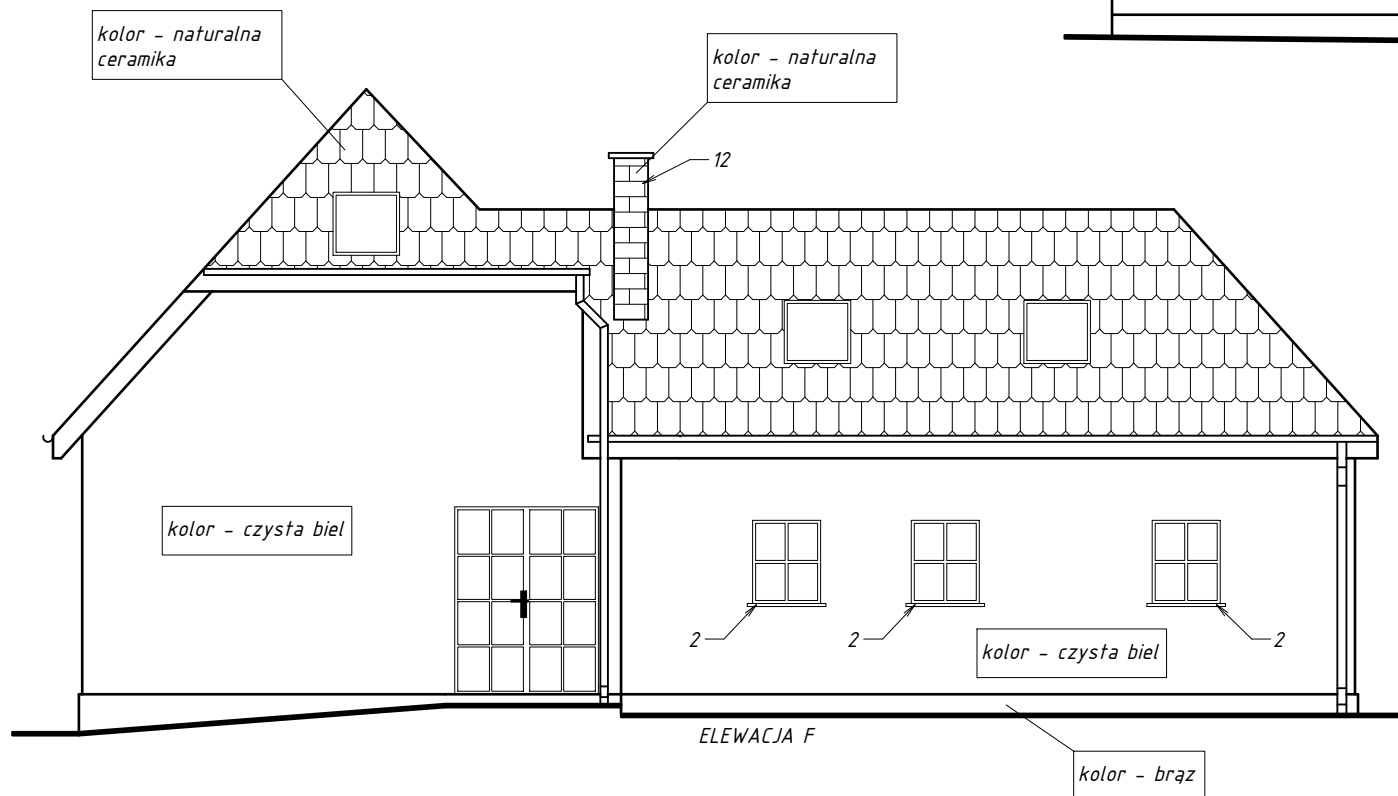 kolor - naturalna
ceramika
kolor - naturalna
ceramika
12
kolor - czysta biel
2
2
2
kolor - czysta biel
ELEWACJA F
kolor - brąz